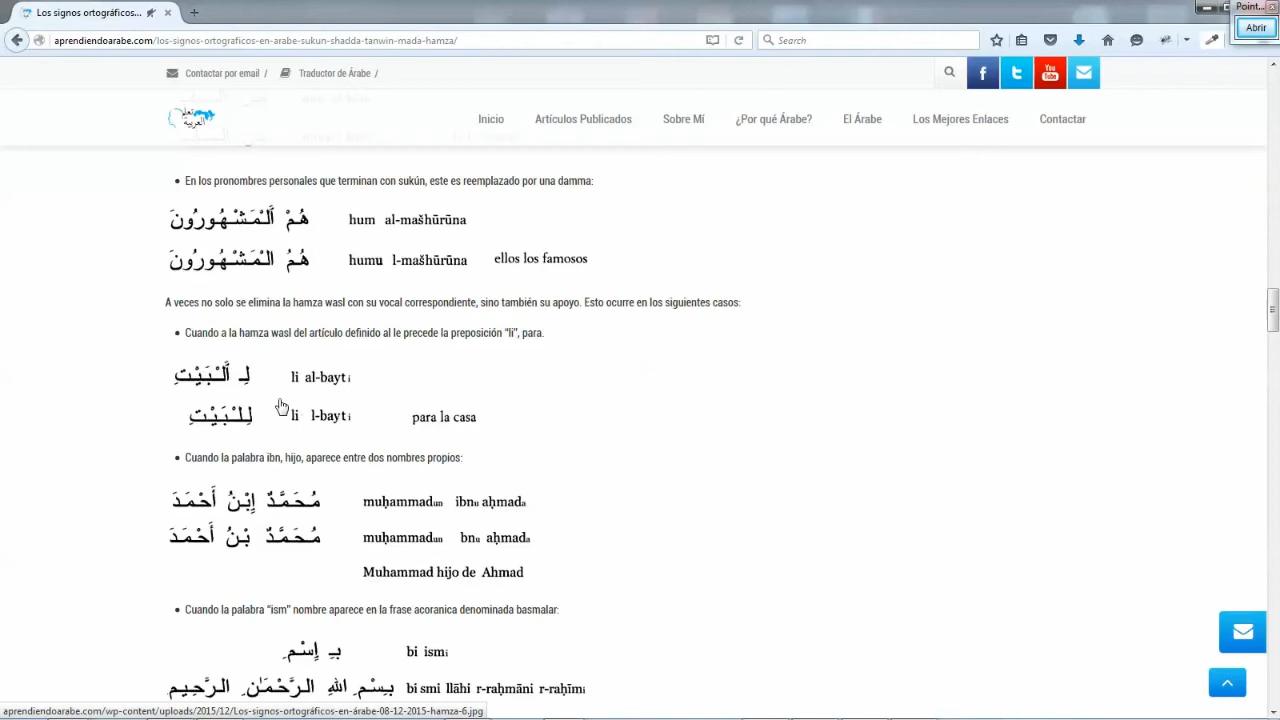 Los signos ortográficos...
Point...
Abrir
aprendiendoarabe.com/los-signos-ortograficos-en-arabe-sukun-shadda-tanwin-mada-hamza/
Search
Contactar por email /
Traductor de Árabe /
You Tube
تعلم
العربية
Inicio
Artículos Publicados
Sobre Mí
¿Por qué Árabe?
El Árabe
Los Mejores Enlaces
Contactar
• En los pronombres personales que terminan con sukún, este es reemplazado por una damma:
هُمْ اَلْمَشْهُورُونَ hum al-mašhūrūna
هُمُ الْمَشْهُورُونَ humu l-mašhūrūna ellos los famosos
A veces no solo se elimina la hamza wasl con su vocal correspondiente, sino también su apoyo. Esto ocurre en los siguientes casos:
• Cuando a la hamza wasl del artículo definido al le precede la preposición “li”, para.
لِـ اَلْبَيْتِ li al-bayti
لِلْبَيْتِ li l-bayti para la casa
• Cuando la palabra ibn, hijo, aparece entre dos nombres propios:
مُحَمَّدٌ إِبْنُ أَحْمَدَ muḥammadun ibnu aḥmada
مُحَمَّدٌ بْنُ أَحْمَدَ muḥammadun bnu aḥmada
Muhammad hijo de Ahmad
• Cuando la palabra “ism” nombre aparece en la frase acoranica denominada basmalar:
بِـ إِسْمِ bi ismi
بِسْمِ اللهِ الرَّحْمَٰنِ الرَّحِيمِ bi smi llāhi r-raḥmāni r-raḥīmi
aprendiendoarabe.com/wp-content/uploads/2015/12/Los-signos-ortográficos-en-árabe-08-12-2015-hamza-6.jpg